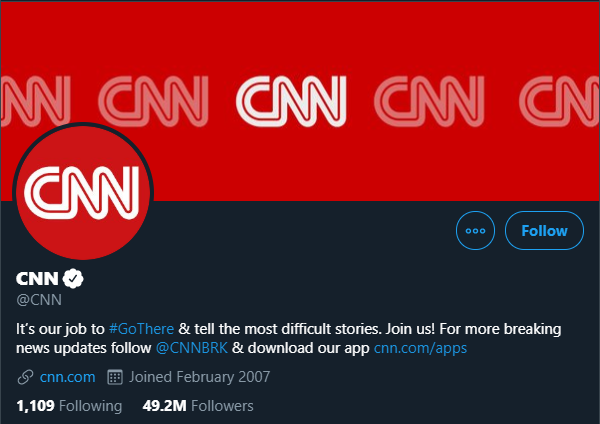 CNN CNN CNN CNN CNN
CNN
Follow
CNN
@CNN
It's our job to #GoThere & tell the most difficult stories. Join us! For more breaking
news updates follow @CNNBRK & download our app cnn.com/apps
cnn.com Joined February 2007
1,109 Following 49.2M Followers